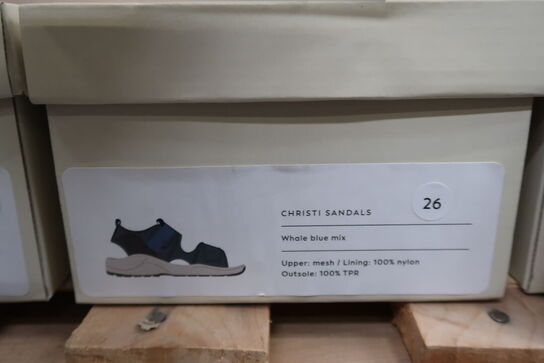 CHRISTI SANDALS
26
Whale blue mix
Upper: mesh / Lining: 100% nylon
Outsole: 100% TPR